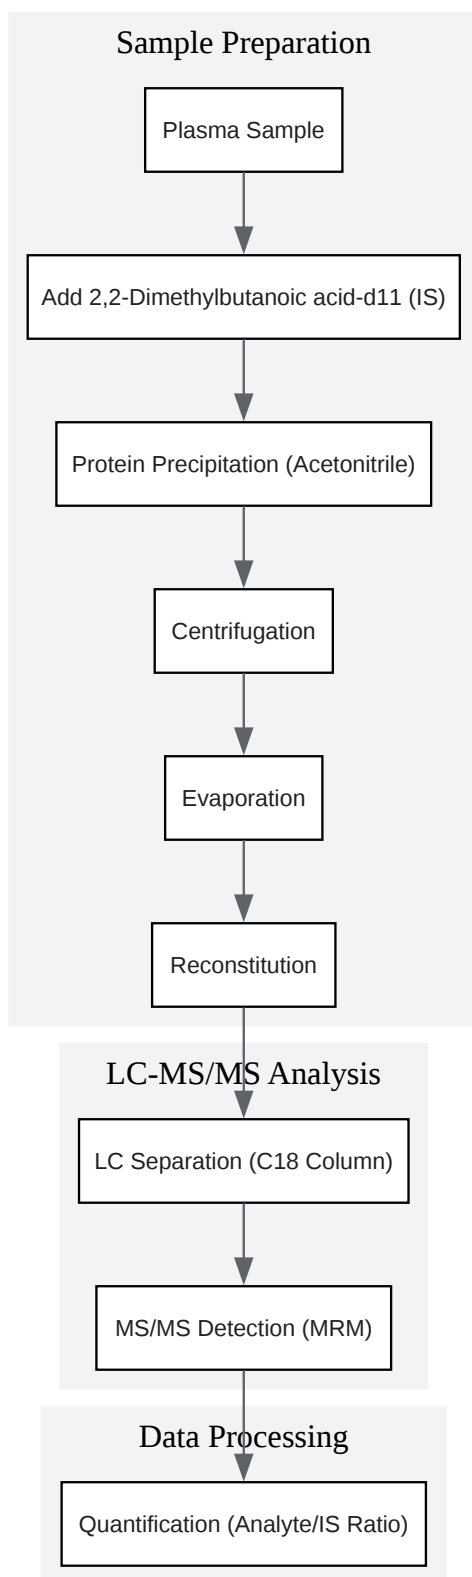 Sample Preparation
Plasma Sample
Add 2,2-Dimethylbutanoic acid-d11 (IS)
Protein Precipitation (Acetonitrile)
Centrifugation
Evaporation
Reconstitution
LC-MS/MS Analysis
LC Separation (C18 Column)
MS/MS Detection (MRM)
Data Processing
Quantification (Analyte/IS Ratio)